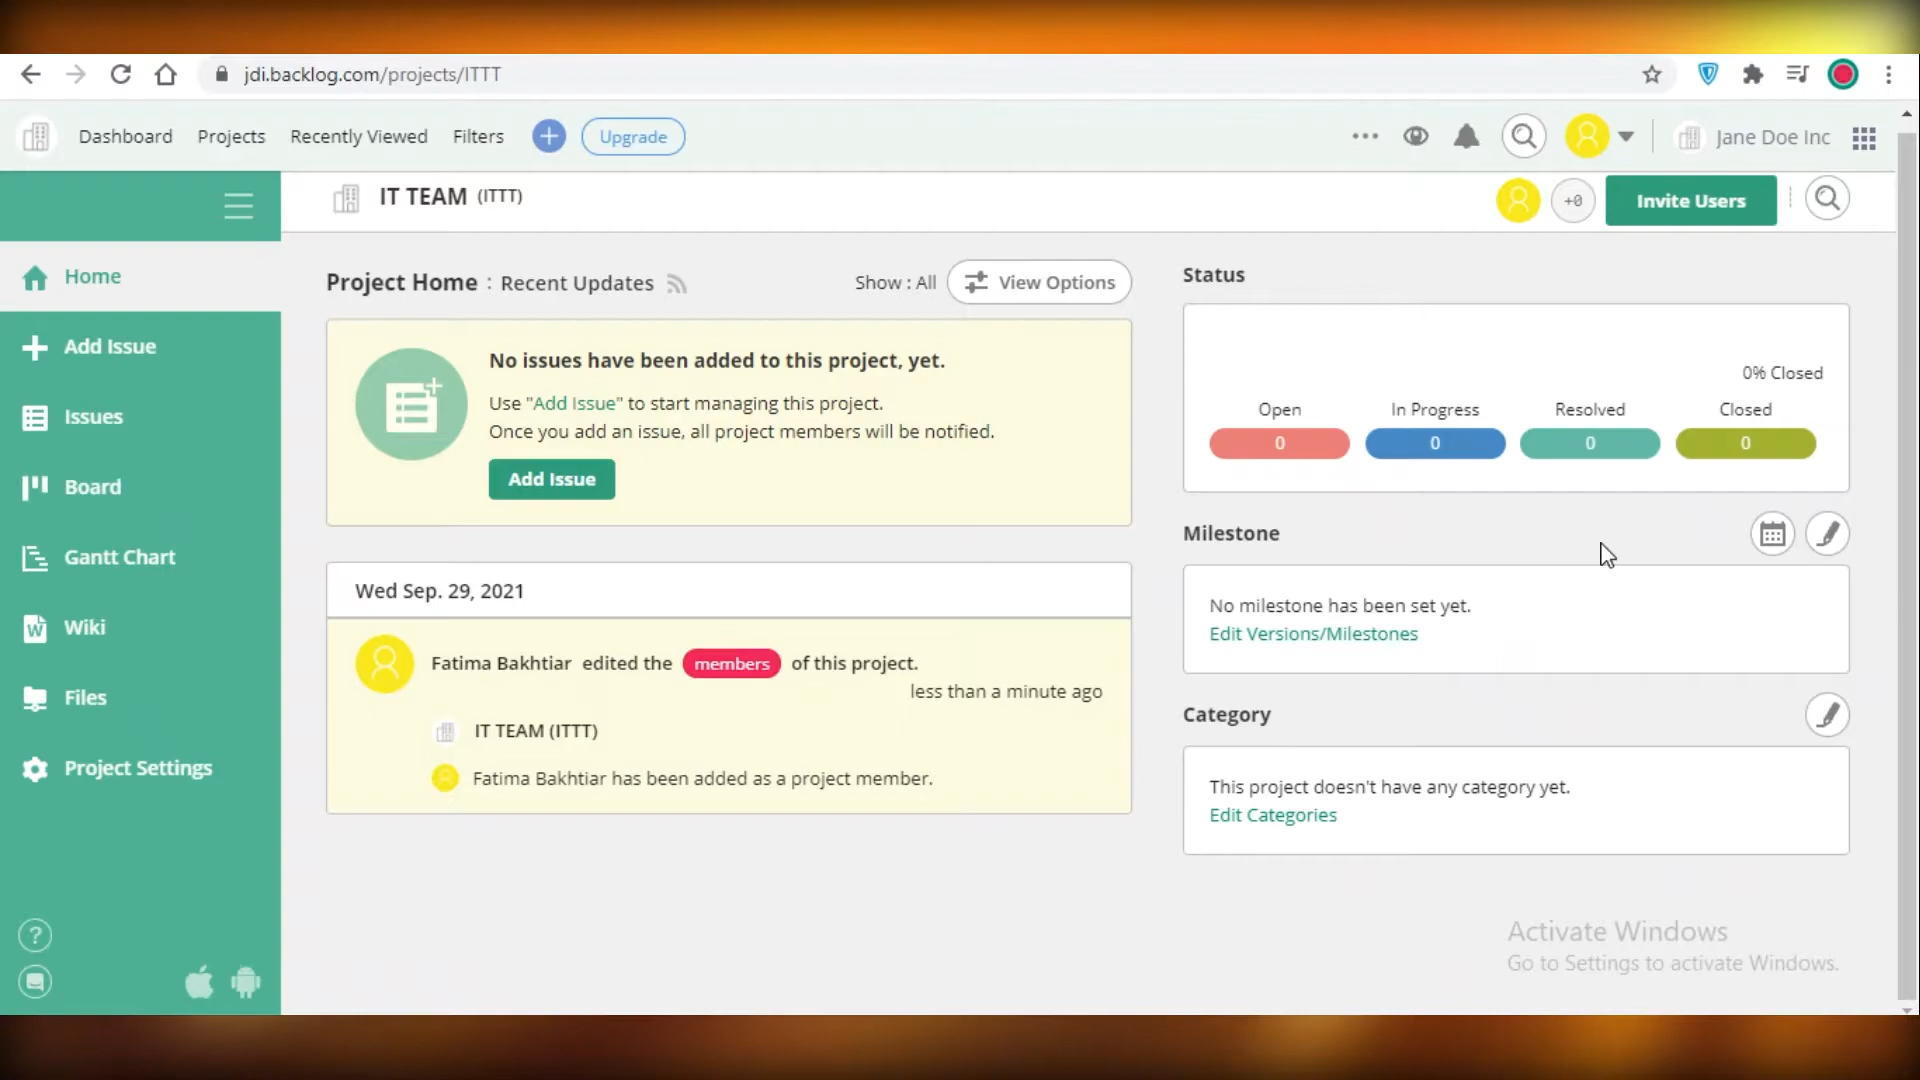 jdi.backlog.com/projects/ITTT
Dashboard Projects Recently Viewed Filters + Upgrade
Jane Doe Inc
IT TEAM (ITTT)
+0 Invite Users
Home
Add Issue
Issues
Board
Gantt Chart
Wiki
Files
Project Settings
Project Home : Recent Updates
Show : All View Options
No issues have been added to this project, yet.
Use "Add Issue" to start managing this project.
Once you add an issue, all project members will be notified.
Add Issue
Wed Sep. 29, 2021
Fatima Bakhtiar edited the members of this project.
less than a minute ago
IT TEAM (ITTT)
Fatima Bakhtiar has been added as a project member.
Status
0% Closed
Open In Progress Resolved Closed
0 0 0 0
Milestone
No milestone has been set yet.
Edit Versions/Milestones
Category
This project doesn't have any category yet.
Edit Categories
Activate Windows
Go to Settings to activate Windows.